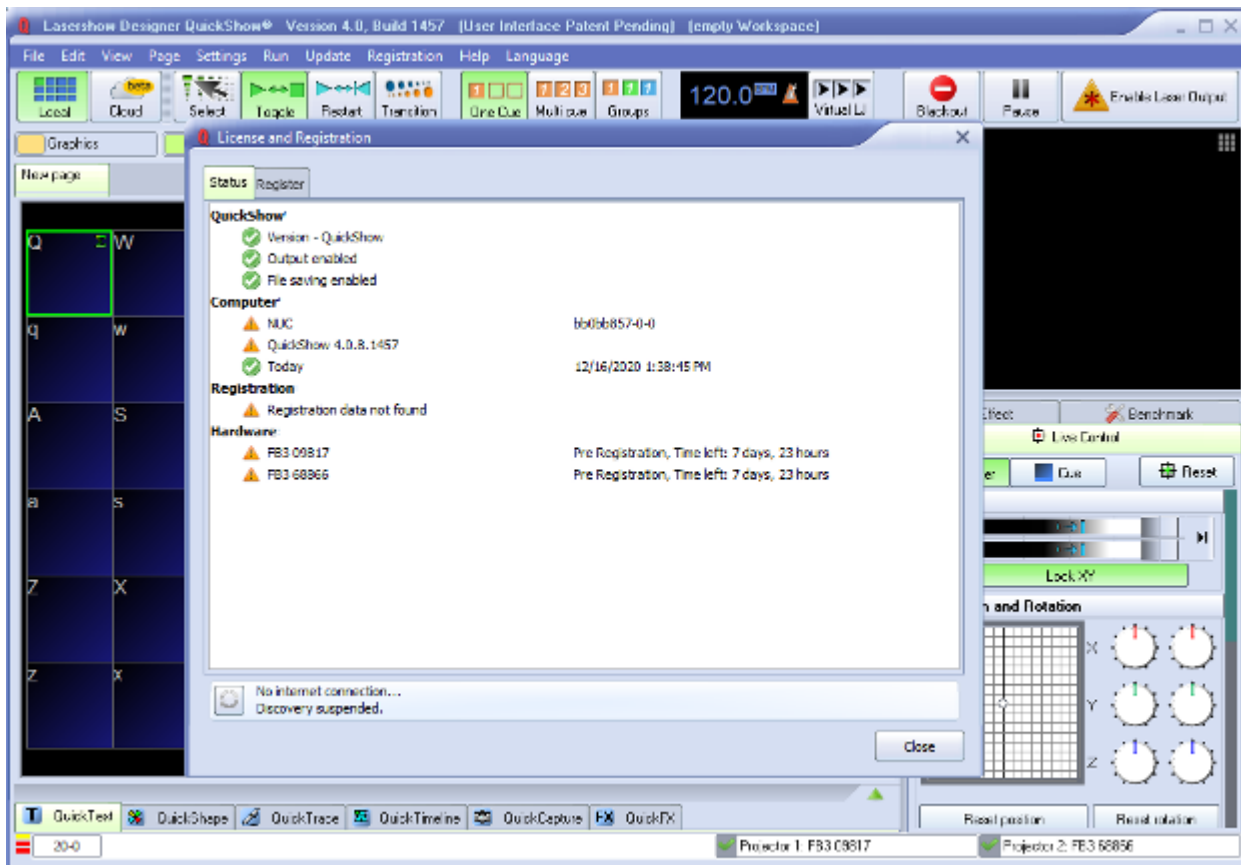 Lasershow Designer QuickShow® Version 4.0, Build 1457 (User Interface Patent Pending) (empty Workspace)
File Edit View Page Settings Run Update Registration Help Language
120.0
Local Cloud beta Select Toggle Restart Transition One Cue Multi cue Groups Virtual LJ Blackout Pause Enable Laser Output
Graphics
License and Registration
New page
Status Register
QuickShow
Version - QuickShow
Output enabled
File saving enabled
Computer
NUC bb0bb857-0-0
QuickShow 4.0.8.1457
Today 12/16/2020 1:38:45 PM
Registration
Registration data not found
Hardware
FB3 09817 Pre Registration, Time left: 7 days, 23 hours
FB3 68866 Pre Registration, Time left: 7 days, 23 hours
No internet connection...
Discovery suspended.
Close
Q W
q w
A S
a s
Z X
z x
Effect Benchmark
Live Control
Cue Reset
Lock XY
and Rotation
X
Y
Z
Reset position Reset rotation
QuickText QuickShape QuickTrace QuickTimeline QuickCapture FX QuickFX
20-0 Projector 1: FB3 09817 Projector 2: FB3 68866